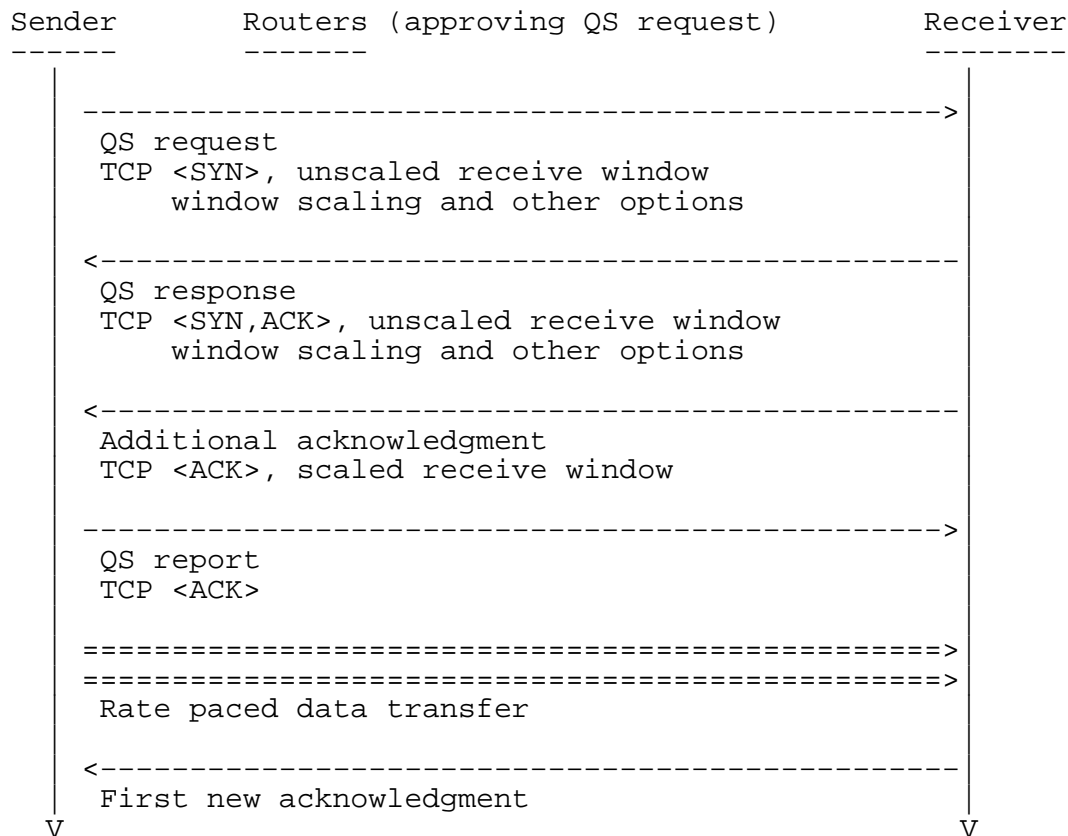 Sender Routers (approving QS request) Receiver
------ ------- --------
----------------------------------------------->
QS request
TCP <SYN>, unscaled receive window
window scaling and other options
<-----------------------------------------------
QS response
TCP <SYN,ACK>, unscaled receive window
window scaling and other options
<-----------------------------------------------
Additional acknowledgment
TCP <ACK>, scaled receive window
----------------------------------------------->
QS report
TCP <ACK>
===============================================>
===============================================>
Rate paced data transfer
<-----------------------------------------------
First new acknowledgment
V V